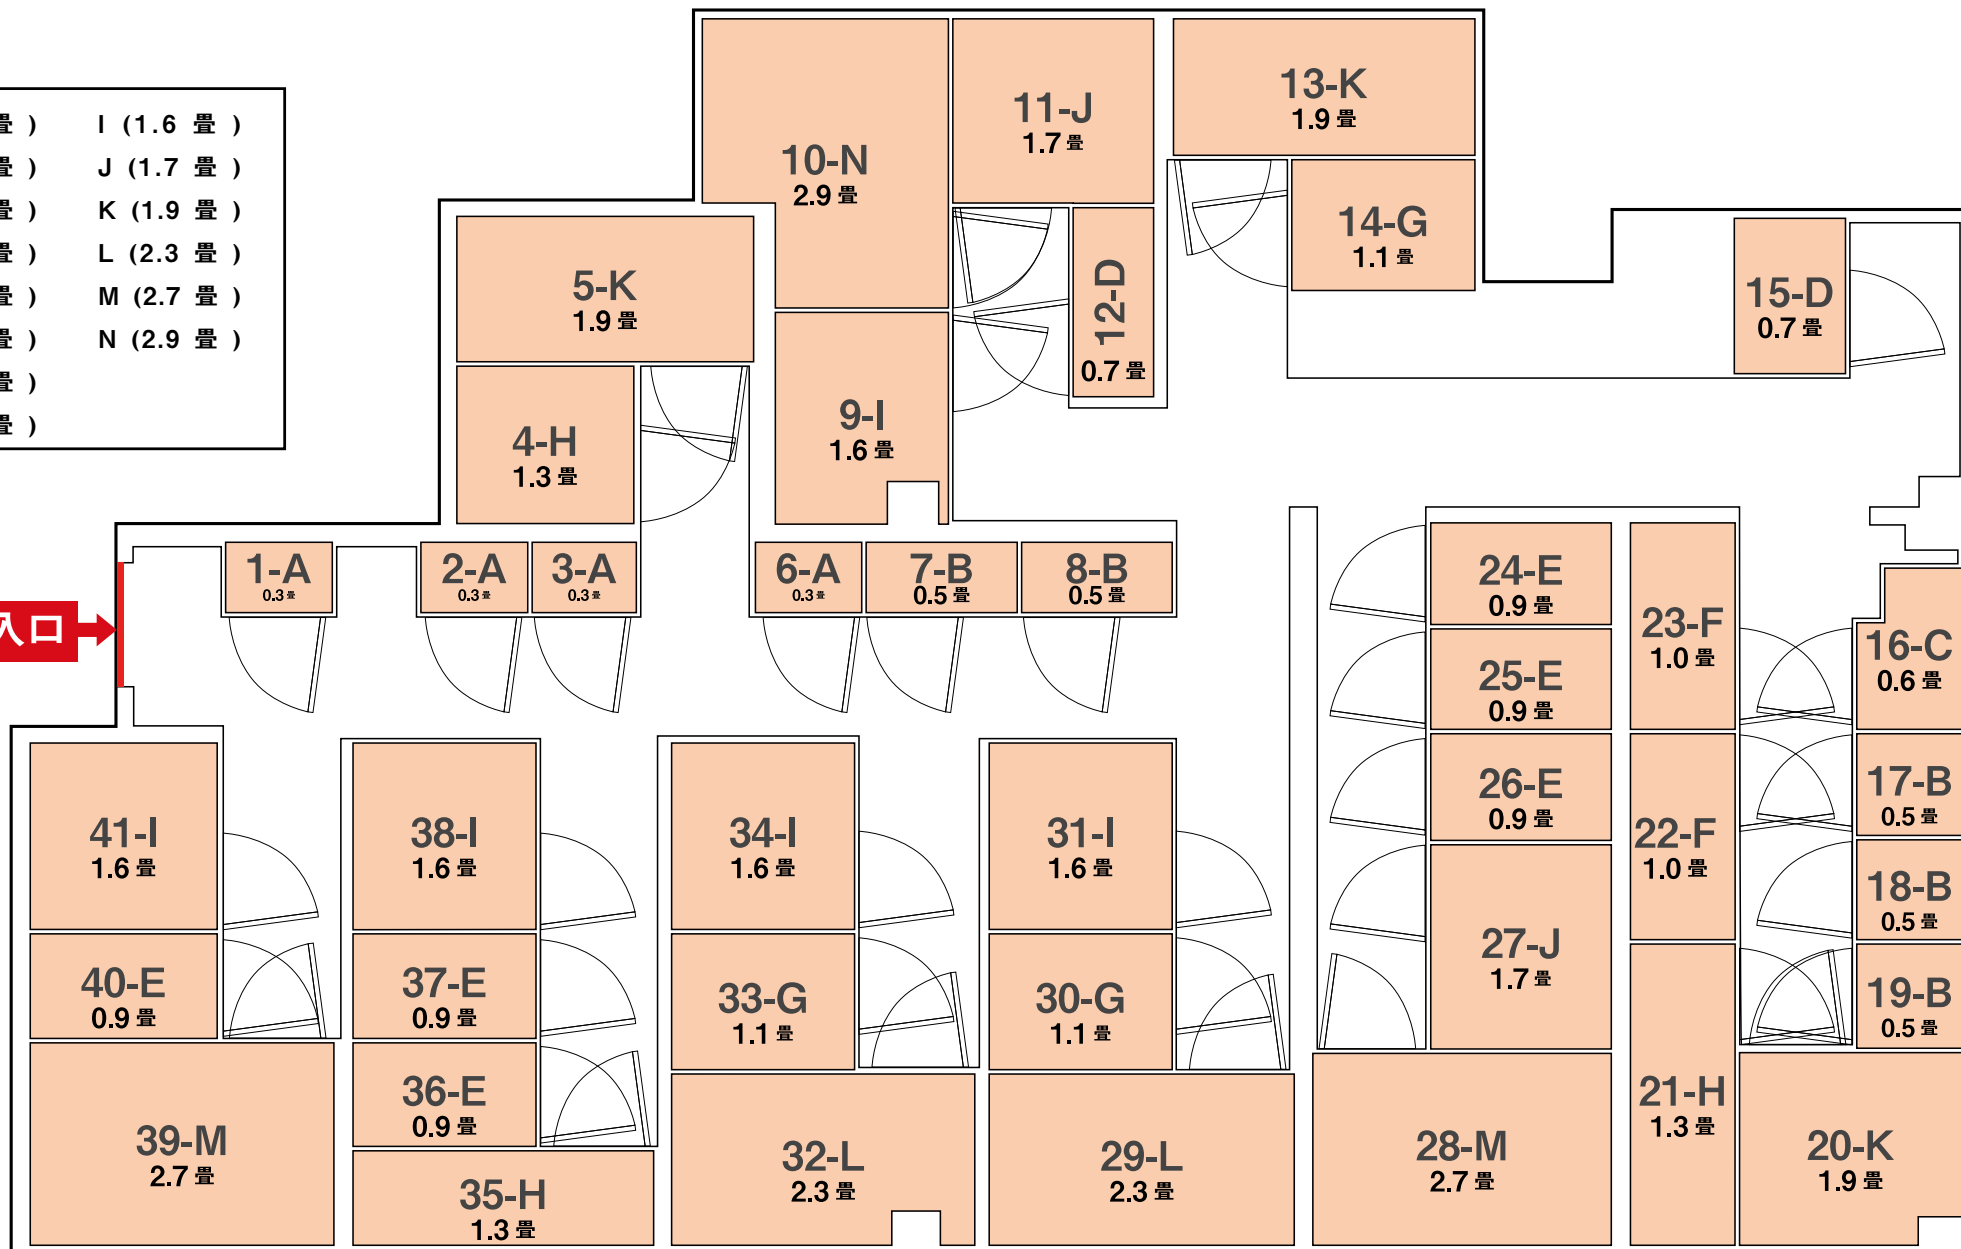 畳 ) I (1.6 畳 )
畳 ) J (1.7 畳 )
畳 ) K (1.9 畳 )
畳 ) L (2.3 畳 )
畳 ) M (2.7 畳 )
畳 ) N (2.9 畳 )
畳 )
畳 )
入口
10-N
2.9 畳
11-J
1.7 畳
13-K
1.9 畳
14-G
1.1 畳
5-K
1.9 畳
12-D
0.7 畳
15-D
0.7 畳
4-H
1.3 畳
9-I
1.6 畳
1-A
0.3 畳
2-A
0.3 畳
3-A
0.3 畳
6-A
0.3 畳
7-B
0.5 畳
8-B
0.5 畳
24-E
0.9 畳
23-F
1.0 畳
16-C
0.6 畳
25-E
0.9 畳
26-E
0.9 畳
22-F
1.0 畳
17-B
0.5 畳
18-B
0.5 畳
41-I
1.6 畳
38-I
1.6 畳
34-I
1.6 畳
31-I
1.6 畳
27-J
1.7 畳
19-B
0.5 畳
40-E
0.9 畳
37-E
0.9 畳
33-G
1.1 畳
30-G
1.1 畳
36-E
0.9 畳
21-H
1.3 畳
39-M
2.7 畳
35-H
1.3 畳
32-L
2.3 畳
29-L
2.3 畳
28-M
2.7 畳
20-K
1.9 畳